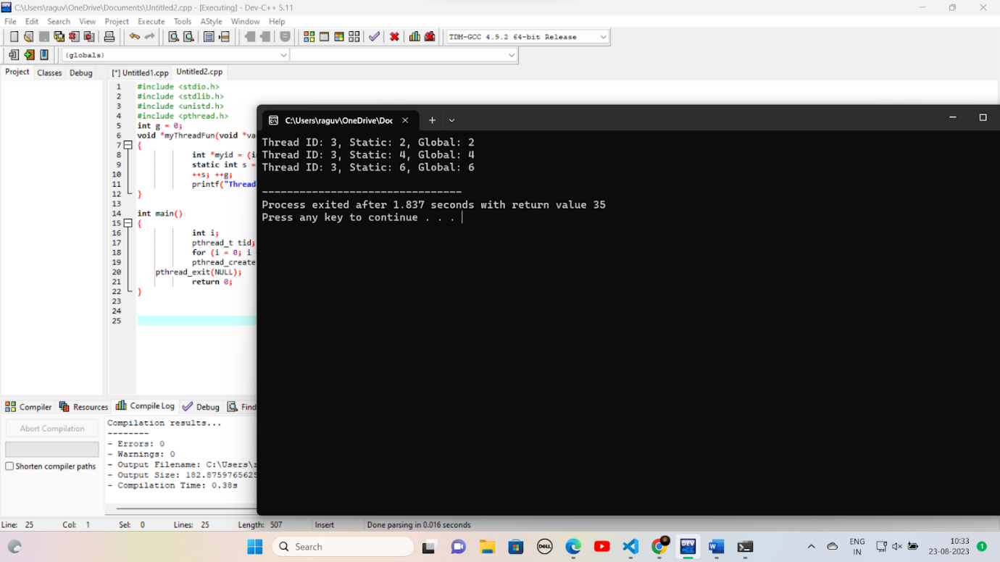 C:\Users\raguv\OneDrive\Documents\Untitled2.cpp - [Executing] - Dev-C++ 5.11
File Edit Search View Project Execute Tools AStyle Window Help
TDM-GCC 4.9.2 64-bit Release
(globals)
Project Classes Debug [*] Untitled1.cpp Untitled2.cpp
1 #include <stdio.h>
2 #include <stdlib.h>
3 #include <unistd.h>
4 #include <pthread.h>
5 int g = 0;
6 void *myThreadFun(void *va
7 {
8 int *myid = (i
9 static int s =
10 ++s; ++g;
11 printf("Thread
12 }
13
14 int main()
15 {
16 int i;
17 pthread_t tid;
18 for (i = 0; i
19 pthread_create
20 pthread_exit(NULL);
21 return 0;
22 }
23
24
25
C:\Users\raguv\OneDrive\Doc
Thread ID: 3, Static: 2, Global: 2
Thread ID: 3, Static: 4, Global: 4
Thread ID: 3, Static: 6, Global: 6
--------------------------------
Process exited after 1.837 seconds with return value 35
Press any key to continue . . .
Compiler Resources Compile Log Debug Find
Abort Compilation
Shorten compiler paths
Compilation results...
--------
- Errors: 0
- Warnings: 0
- Output Filename: C:\Users\r
- Output Size: 182.8759765625
- Compilation Time: 0.38s
Line: 25 Col: 1 Sel: 0 Lines: 25 Length: 507 Insert Done parsing in 0.016 seconds
Search
DELL
DEV
ENG
IN
10:33
23-08-2023
1